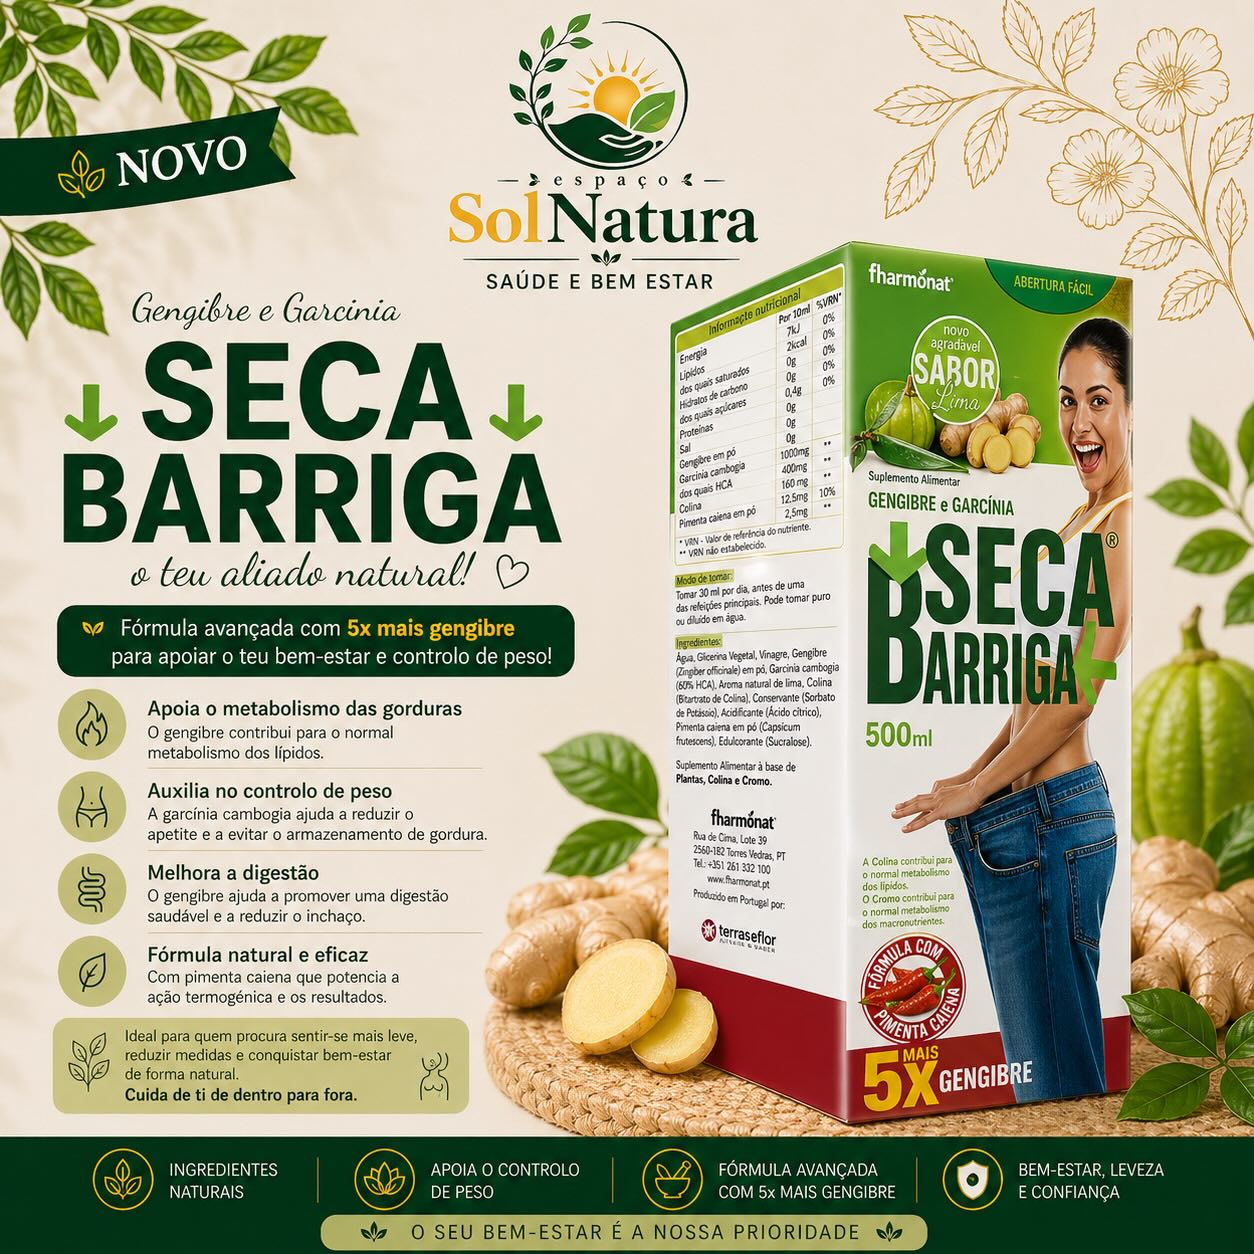 NOVO
espaço
SolNatura
SAÚDE E BEM ESTAR
Gengibre e Garcinia
SECA
BARRIGA
o teu aliado natural!
Fórmula avançada com 5x mais gengibre
para apoiar o teu bem-estar e controlo de peso!
Apoia o metabolismo das gorduras
O gengibre contribui para o normal
metabolismo dos lípidos.
Auxilia no controlo de peso
A garcínia cambogia ajuda a reduzir o
apetite e a evitar o armazenamento de gordura.
Melhora a digestão
O gengibre ajuda a promover uma digestão
saudável e a reduzir o inchaço.
Fórmula natural e eficaz
Com pimenta caiena que potencia a
ação termogénica e os resultados.
Ideal para quem procura sentir-se mais leve,
reduzir medidas e conquistar bem-estar
de forma natural.
Cuida de ti de dentro para fora.
Informação nutricional
Por 10ml %VRN*
Energia 7kJ 0%
2kcal 0%
Lípidos 0g 0%
dos quais saturados 0g 0%
Hidratos de carbono 0,4g 0%
dos quais açúcares 0g
Proteínas 0g
Sal
Gengibre em pó 1000mg **
Garcinia cambogia 400mg **
dos quais HCA 160 mg **
Colina 12.5mg 10%
Pimenta caiena em pó 2,5mg **
* VRN - Valor de referência do nutriente.
** VRN não estabelecido.
Modo de tomar:
Tomar 30 ml por dia, antes de uma
das refeições principais. Pode tomar puro
ou diluído em água.
Ingredientes:
Água, Glicerina Vegetal, Vinagre, Gengibre
(Zingiber officinale) em pó, Garcinia cambogia
(60% HCA), Aroma natural de lima, Colina
(Bitartrato de Colina), Conservante (Sorbato
de Potássio), Acidificante (Ácido cítrico),
Pimenta caiena em pó (Capsicum
frutescens), Edulcorante (Sucralose).
Suplemento Alimentar à base de
Plantas, Colina e Cromo.
fharmónat®
Rua de Cima, Lote 39
2560-182 Torres Vedras, PT
Tel.: +351 261 332 100
www.fharmonat.pt
Produzido em Portugal por:
terraseflor
fharmónat®
ABERTURA FÁCIL
novo
agradável
SABOR
Lima
Suplemento Alimentar
GENGIBRE e GARCÍNIA
SECA®
BARRIGA
500ml
A Colina contribui para
o normal metabolismo
dos lípidos.
O Cromo contribui para
o normal metabolismo
dos macronutrientes.
FÓRMULA COM
PIMENTA CAIENA
5X MAIS GENGIBRE
INGREDIENTES
NATURAIS
APOIA O CONTROLO
DE PESO
FÓRMULA AVANÇADA
COM 5x MAIS GENGIBRE
BEM-ESTAR, LEVEZA
E CONFIANÇA
O SEU BEM-ESTAR É A NOSSA PRIORIDADE